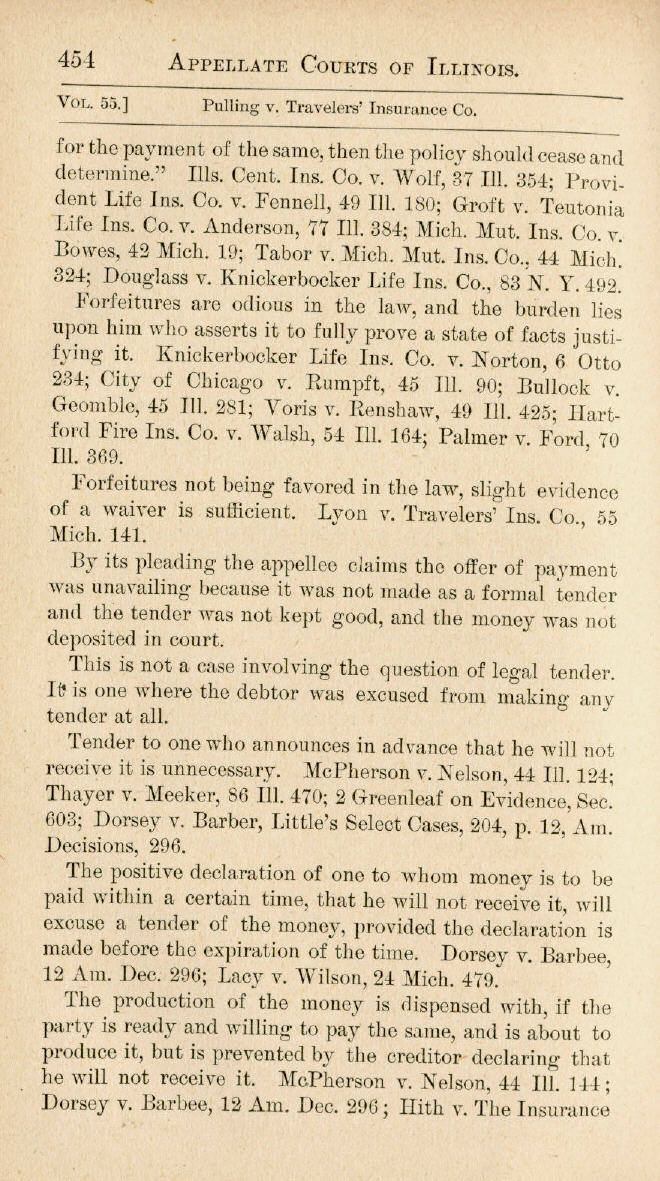 454 APPELLATE COURTS OF ILLINOIS.
VOL. 55.] Pulling v. Travelers' Insurance Co.
for the payment of the same, then the policy should cease and
determine." Ills. Cent. Ins. Co. v. Wolf, 37 Ill. 354; Provi-
dent Life Ins. Co. v. Fennell, 49 Ill. 180; Groft v. Teutonia
Life Ins. Co. v. Anderson, 77 Ill. 384; Mich. Mut. Ins. Co. v.
Bowes, 42 Mich. 19; Tabor v. Mich. Mut. Ins. Co., 44 Mich.
324; Douglass v. Knickerbocker Life Ins. Co., 83 N. Y. 492.
Forfeitures are odious in the law, and the burden lies
upon him who asserts it to fully prove a state of facts justi-
fying it. Knickerbocker Life Ins. Co. v. Norton, 6 Otto
234; City of Chicago v. Rumpft, 45 Ill. 90; Bullock v.
Geomble, 45 Ill. 281; Voris v. Renshaw, 49 Ill. 425; Hart-
ford Fire Ins. Co. v. Walsh, 54 Ill. 164; Palmer v. Ford, 70
Ill. 369.
Forfeitures not being favored in the law, slight evidence
of a waiver is sufficient. Lyon v. Travelers' Ins. Co., 55
Mich. 141.
By its pleading the appellee claims the offer of payment
was unavailing because it was not made as a formal tender
and the tender was not kept good, and the money was not
deposited in court.
This is not a case involving the question of legal tender.
It is one where the debtor was excused from making any
tender at all.
Tender to one who announces in advance that he will not
receive it is unnecessary. McPherson v. Nelson, 44 Ill. 124;
Thayer v. Meeker, 86 Ill. 470; 2 Greenleaf on Evidence, Sec.
603; Dorsey v. Barber, Little's Select Cases, 204, p. 12, Am.
Decisions, 296.
The positive declaration of one to whom money is to be
paid within a certain time, that he will not receive it, will
excuse a tender of the money, provided the declaration is
made before the expiration of the time. Dorsey v. Barbee,
12 Am. Dec. 296; Lacy v. Wilson, 24 Mich. 479.
The production of the money is dispensed with, if the
party is ready and willing to pay the same, and is about to
produce it, but is prevented by the creditor declaring that
he will not receive it. McPherson v. Nelson, 44 Ill. 144;
Dorsey v. Barbee, 12 Am. Dec. 296; Hith v. The Insurance